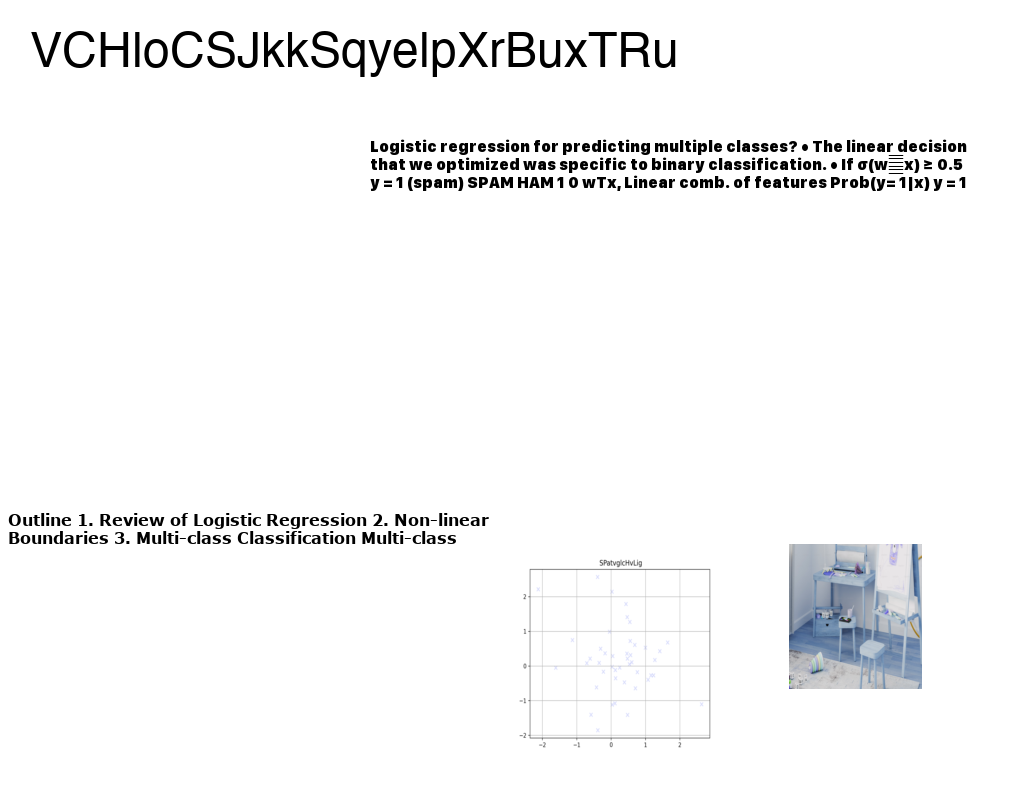 VCHloCSJkkSqyelpXrBuxTRu
Logistic regression for predicting multiple classes? • The linear decision
that we optimized was specific to binary classification. • If σ(w x) ≥ 0.5
y = 1 (spam) SPAM HAM 1 0 wTx, Linear comb. of features Prob(y= 1|x) y = 1
Outline 1. Review of Logistic Regression 2. Non-linear
Boundaries 3. Multi-class Classification Multi-class
SPatvglcHvLig
2
1
0
−1
−2
−2 −1 0 1 2